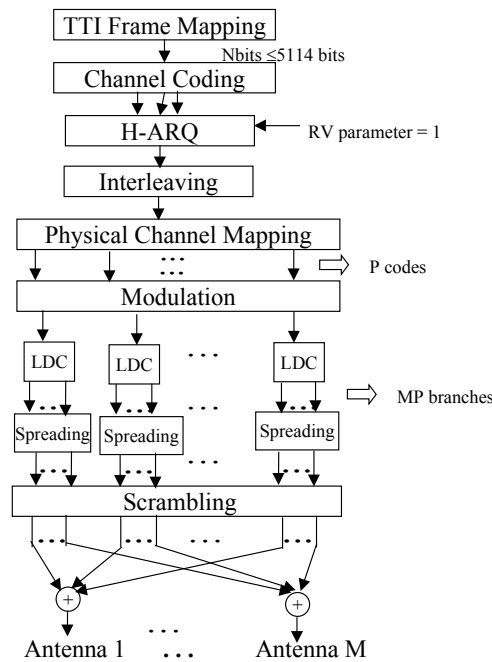 TTI Frame Mapping
Nbits ≤5114 bits
Channel Coding
H-ARQ
RV parameter = 1
Interleaving
Physical Channel Mapping
P codes
Modulation
LDC
LDC
LDC
MP branches
Spreading
Spreading
Spreading
Scrambling
+
+
Antenna 1
Antenna M